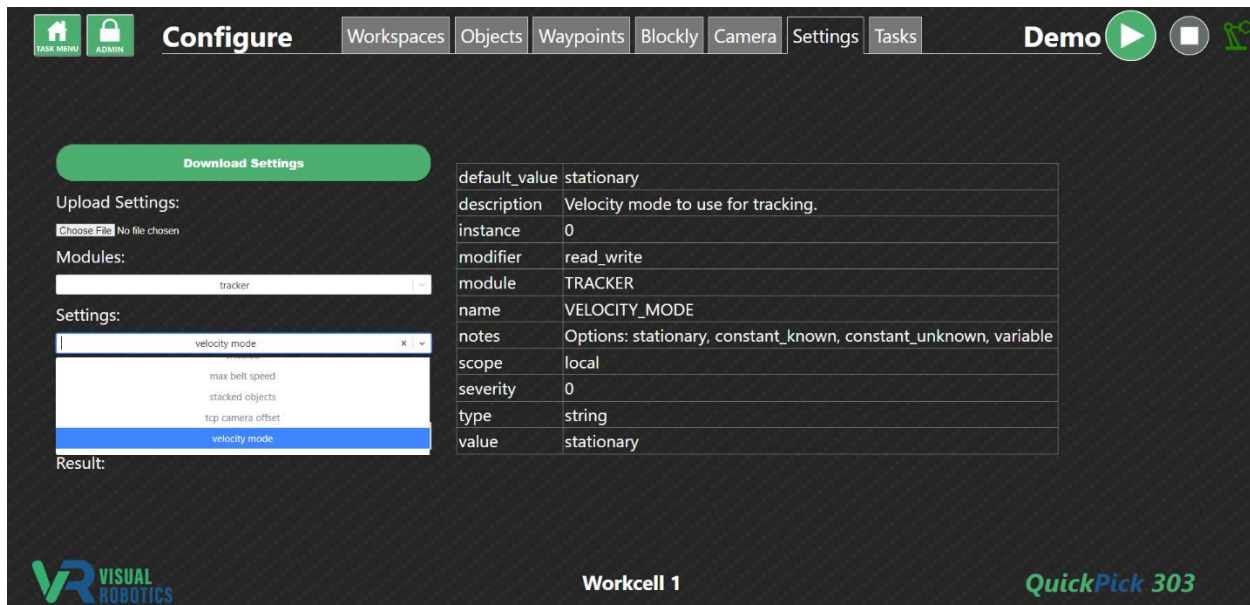 TASK MENU
ADMIN
Configure
Workspaces Objects Waypoints Blockly Camera Settings Tasks
Demo
Download Settings
Upload Settings:
Choose File No file chosen
Modules:
tracker
Settings:
velocity mode
max belt speed
stacked objects
tcp camera offset
velocity mode
Result:
default_value stationary
description Velocity mode to use for tracking.
instance 0
modifier read_write
module TRACKER
name VELOCITY_MODE
notes Options: stationary, constant_known, constant_unknown, variable
scope local
severity 0
type string
value stationary
VR VISUAL
ROBOTICS
Workcell 1
QuickPick 303